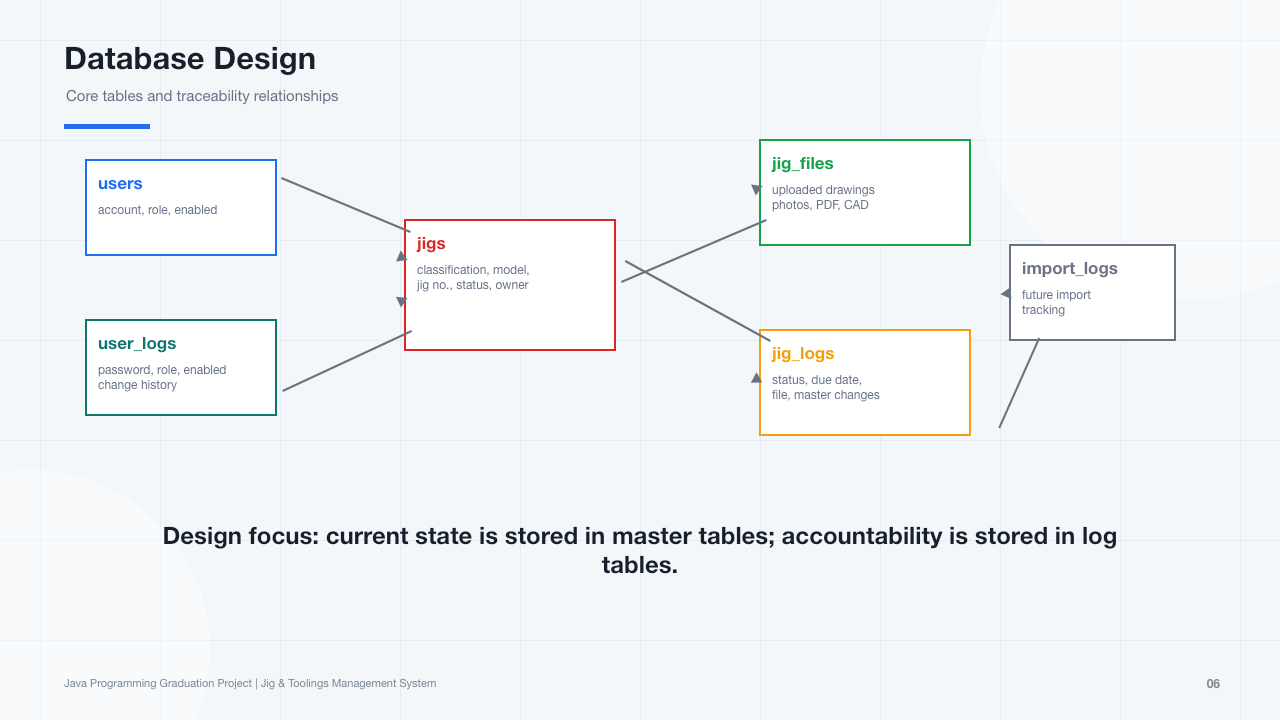 Database Design
Core tables and traceability relationships
users
account, role, enabled
user_logs
password, role, enabled
change history
jigs
classification, model,
jig no., status, owner
jig_files
uploaded drawings
photos, PDF, CAD
jig_logs
status, due date,
file, master changes
import_logs
future import
tracking
Design focus: current state is stored in master tables; accountability is stored in log
tables.
Java Programming Graduation Project | Jig & Toolings Management System
06